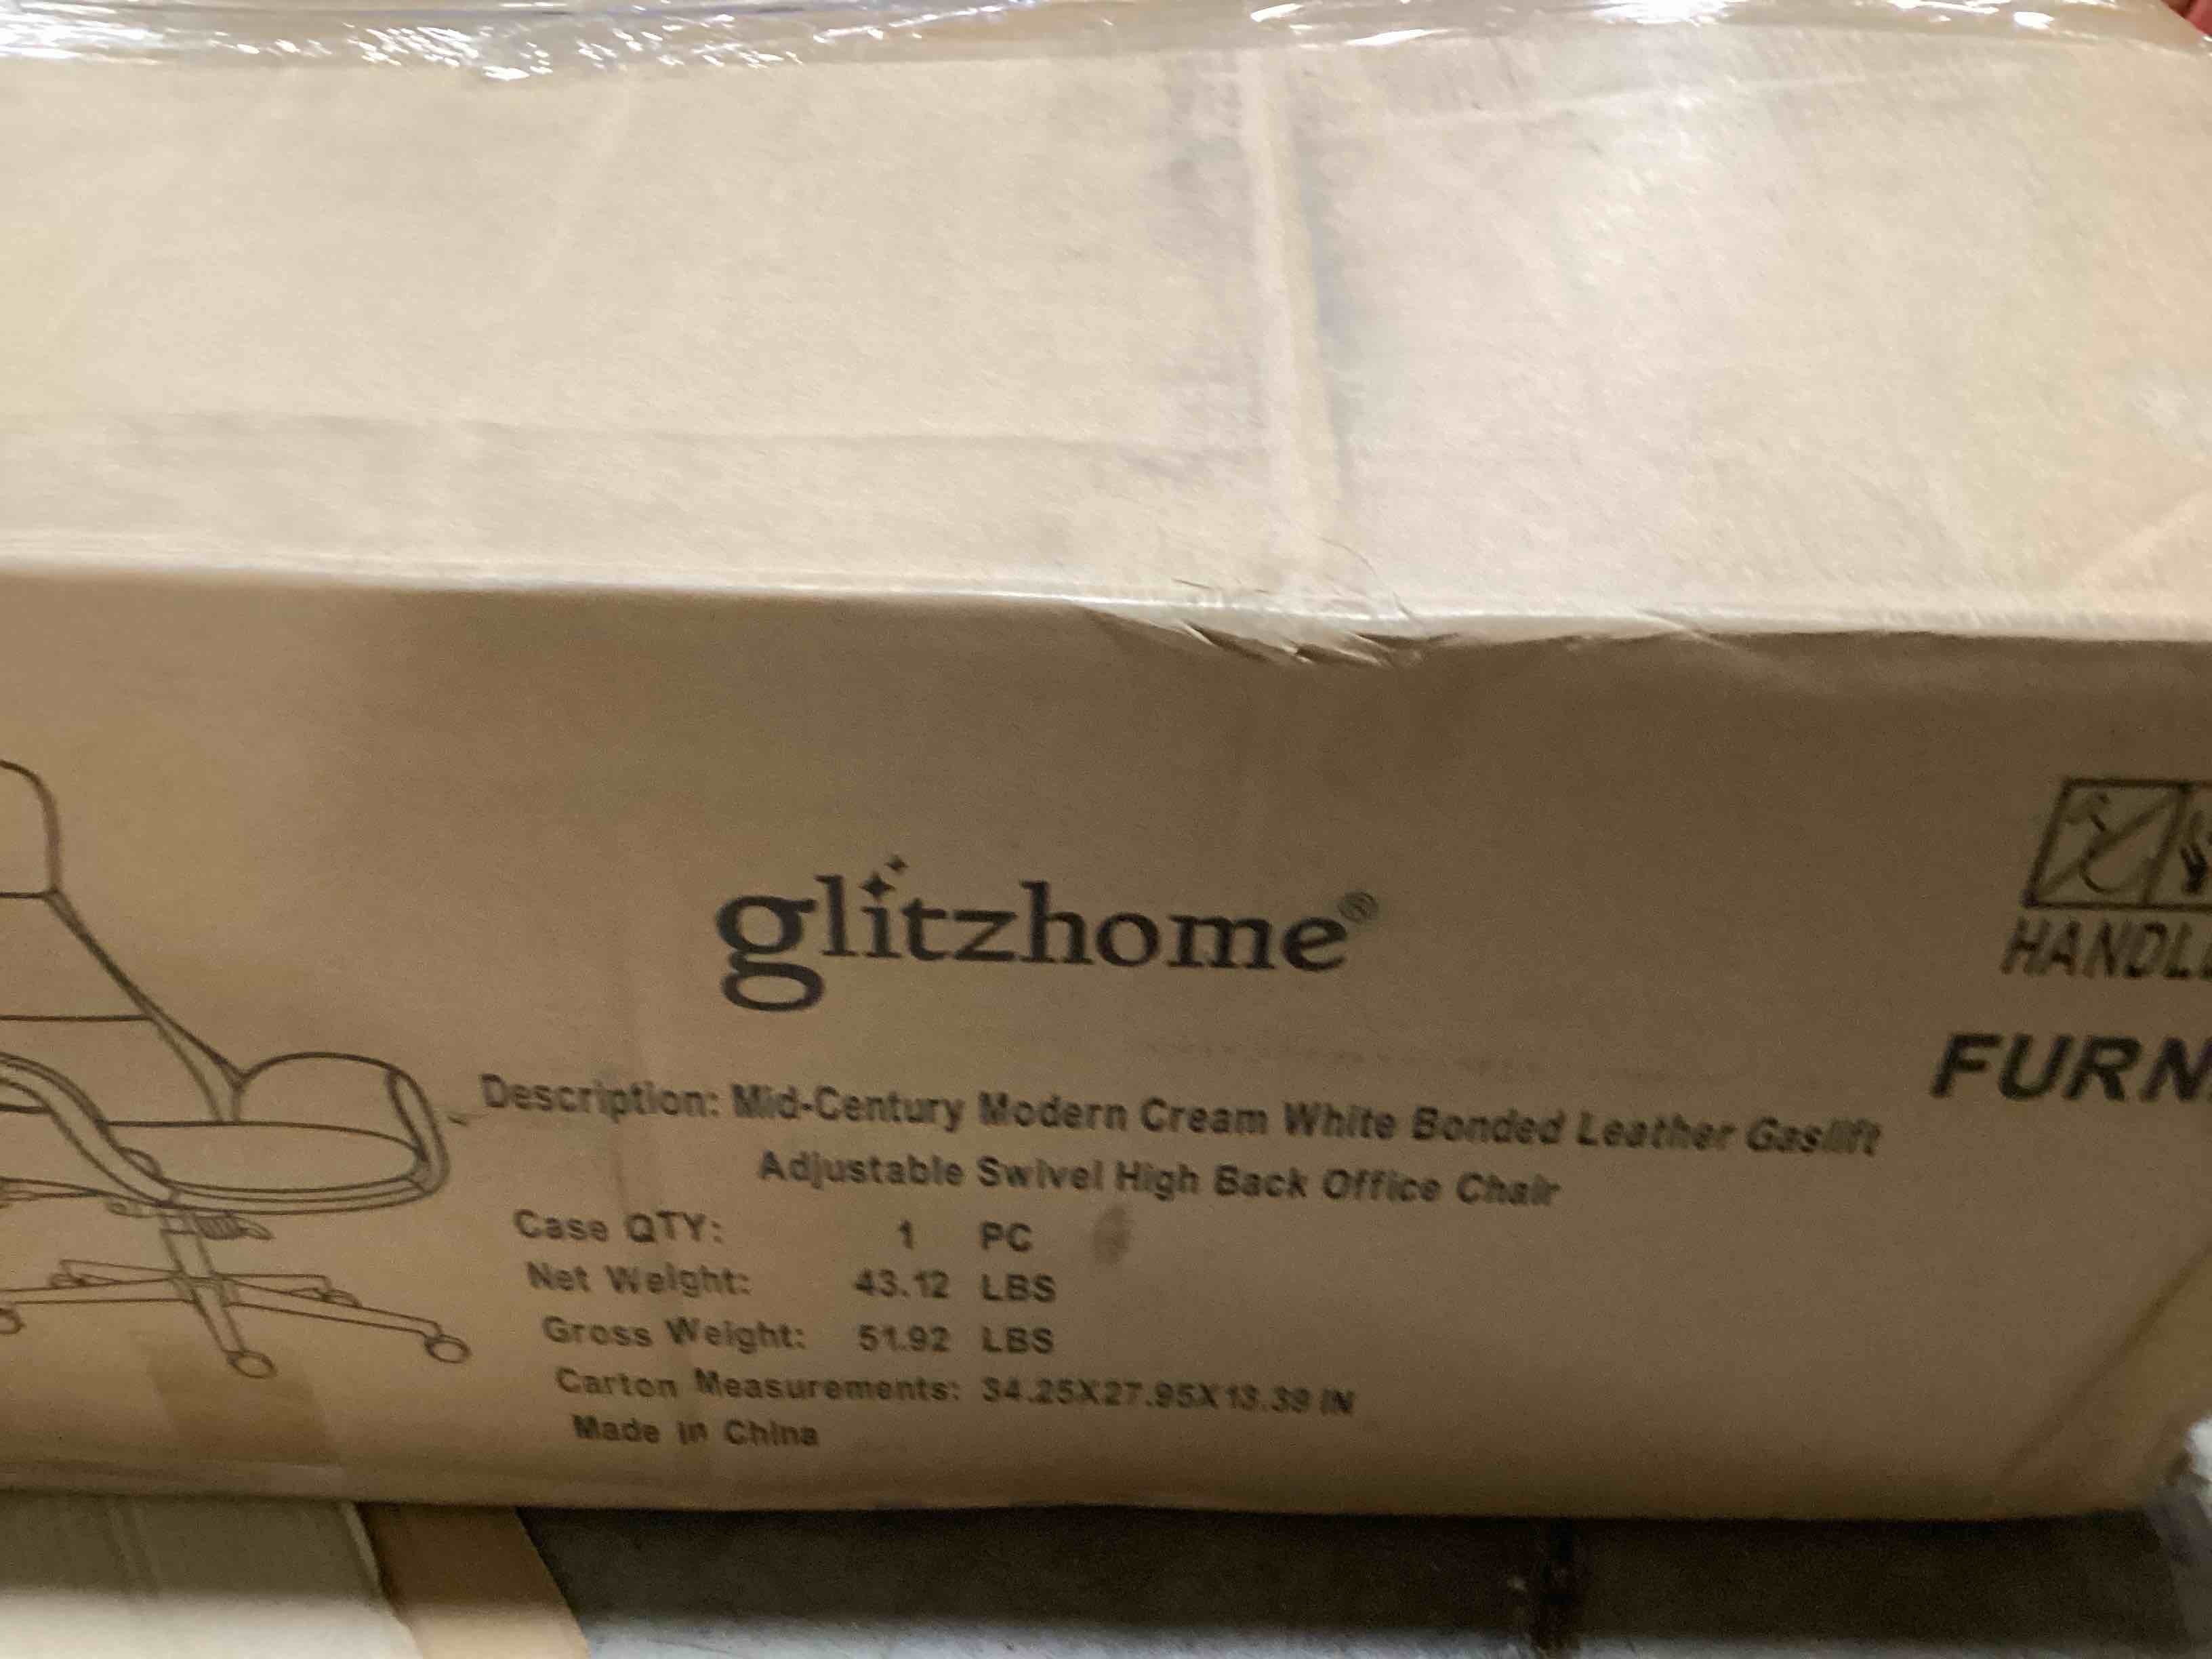 glitzhome®
HANDL
FURN
Description: Mid-Century Modern Cream White Bonded Leather Gaslift
Adjustable Swivel High Back Office Chair
Case QTY: 1 PC
Net Weight: 43.12 LBS
Gross Weight: 51.92 LBS
Carton Measurements: 34.25X27.95X13.39 IN
Made in China